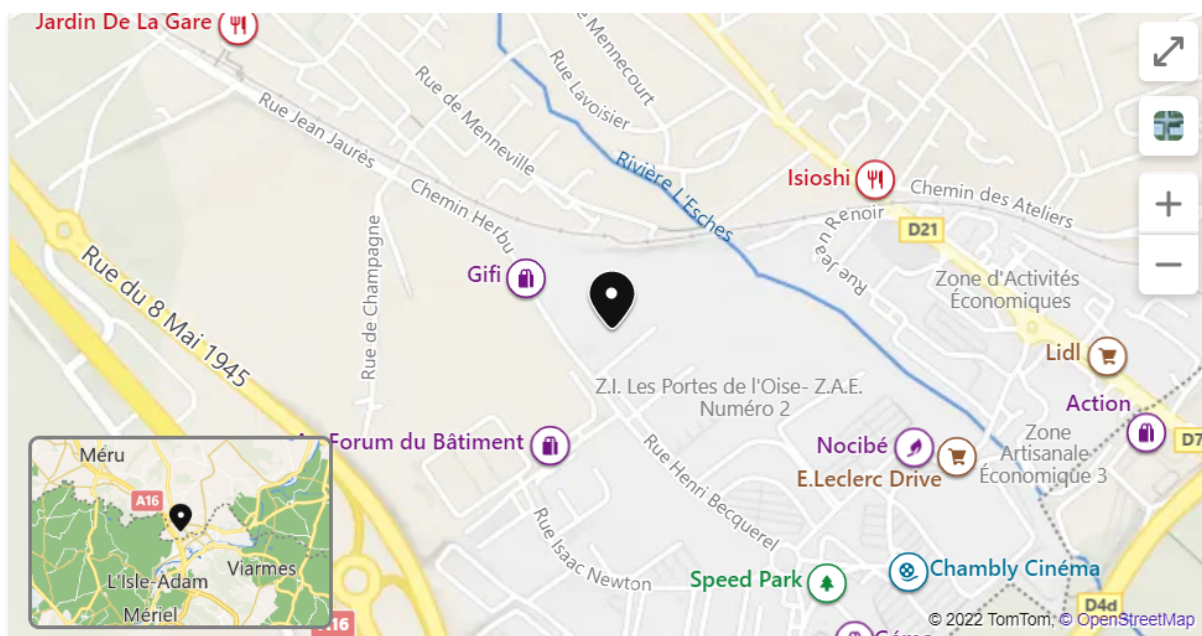 Jardin De La Gare
Rue Mennecourt
Rue Lavoisier
Rue de Menneville
Rue Jean Jaurès
Rivière L'Esches
Isioshi
Chemin des Ateliers
Chemin Herbu
Rue Jean Renoir
D21
Rue de Champagne
Gifi
Zone d'Activités
Économiques
Rue du 8 Mai 1945
Lidl
Z.I. Les Portes de l'Oise- Z.A.E.
Numéro 2
Action
Forum du Bâtiment
Nocibé
E.Leclerc Drive
Zone
Artisanale
Économique 3
D7
Rue Henri Becquerel
Rue Isaac Newton
Speed Park
Chambly Cinéma
D4d
A16
Méru
A16
L'Isle-Adam
Viarmes
Mériel
© 2022 TomTom, © OpenStreetMap